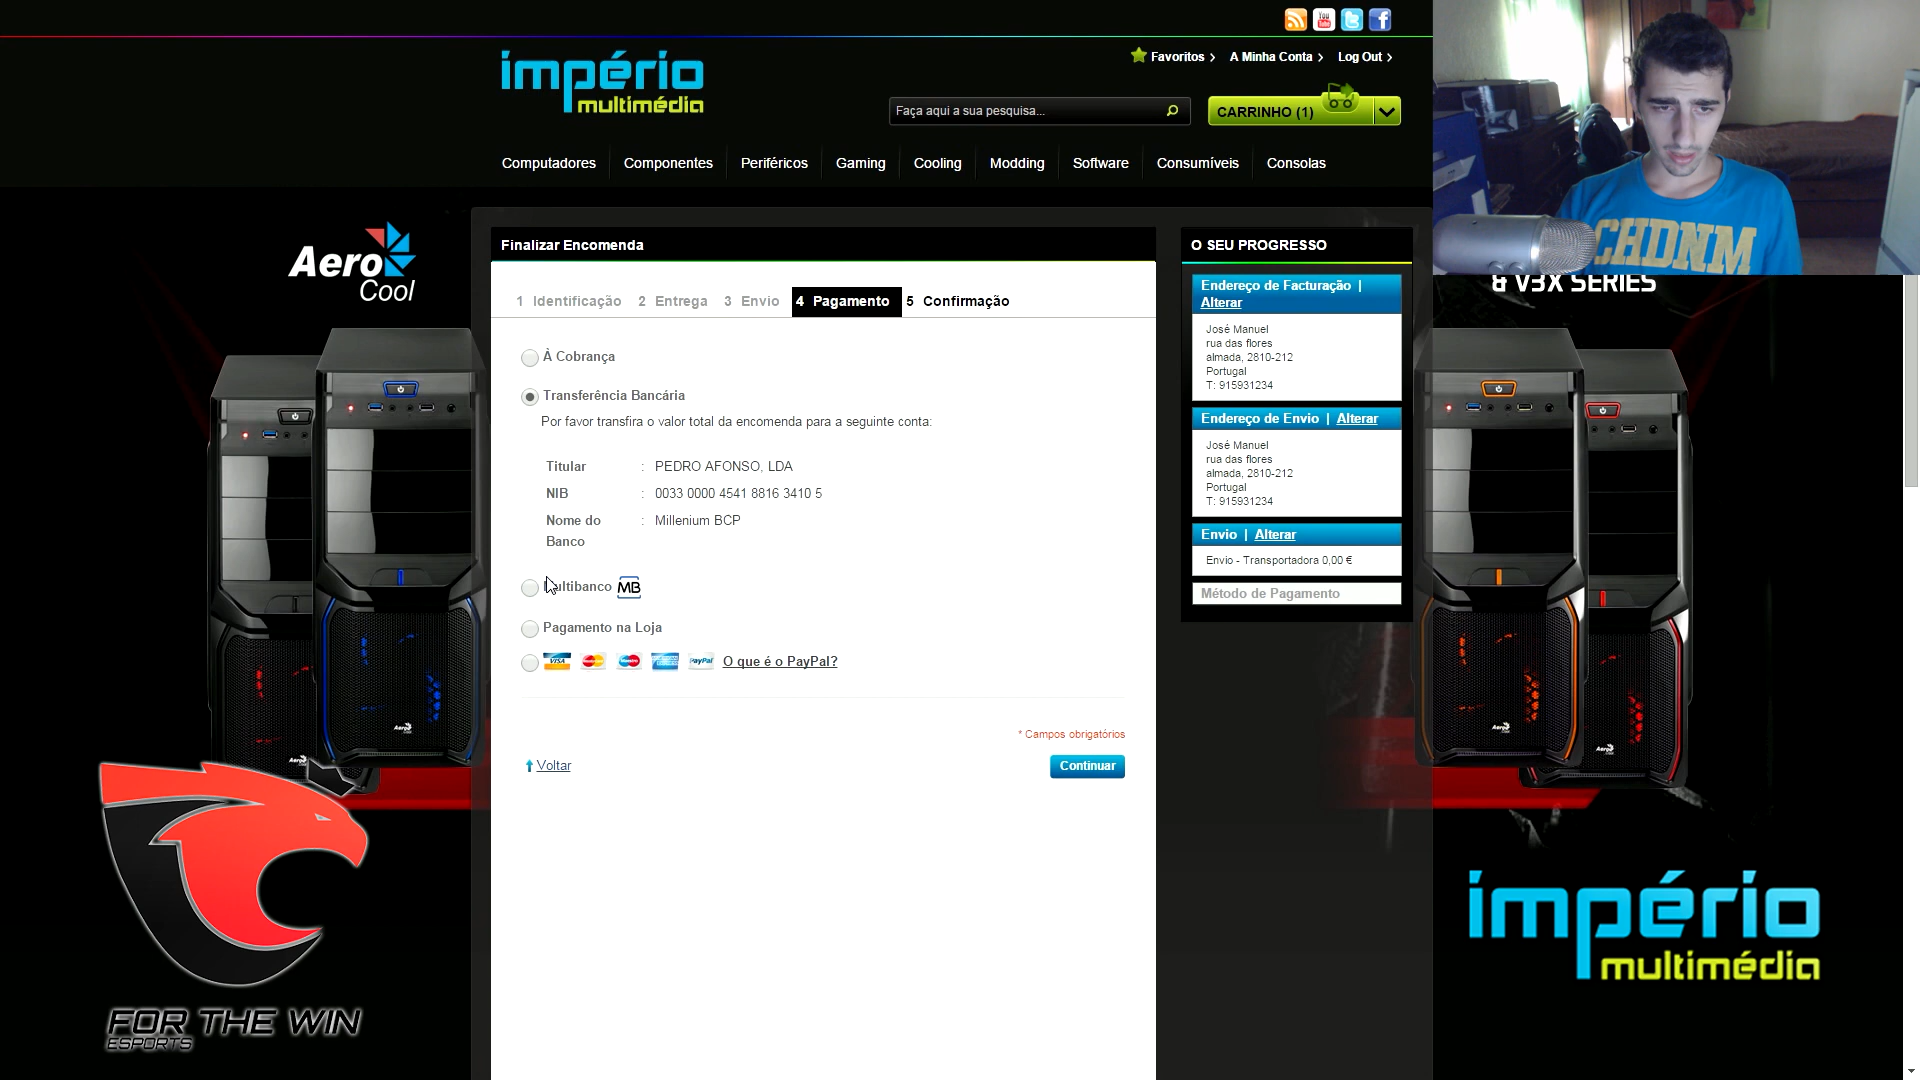 império
multimédia
Favoritos
A Minha Conta
Log Out
Faça aqui a sua pesquisa...
CARRINHO (1)
Computadores
Componentes
Periféricos
Gaming
Cooling
Modding
Software
Consumíveis
Consolas
Aero
Cool
Finalizar Encomenda
1 Identificação
2 Entrega
3 Envio
4 Pagamento
5 Confirmação
À Cobrança
Transferência Bancária
Por favor transfira o valor total da encomenda para a seguinte conta:
Titular : PEDRO AFONSO, LDA
NIB : 0033 0000 4541 8816 3410 5
Nome do : Millenium BCP
Banco
Multibanco MB
Pagamento na Loja
VISA PayPal O que é o PayPal?
* Campos obrigatórios
Voltar
Continuar
O SEU PROGRESSO
Endereço de Facturação |
Alterar
José Manuel
rua das flores
almada, 2810-212
Portugal
T: 915931234
Endereço de Envio | Alterar
José Manuel
rua das flores
almada, 2810-212
Portugal
T: 915931234
Envio | Alterar
Envio - Transportadora 0,00 €
Método de Pagamento
CHDNM
& V3X SERIES
FOR THE WIN
ESPORTS
império
multimédia